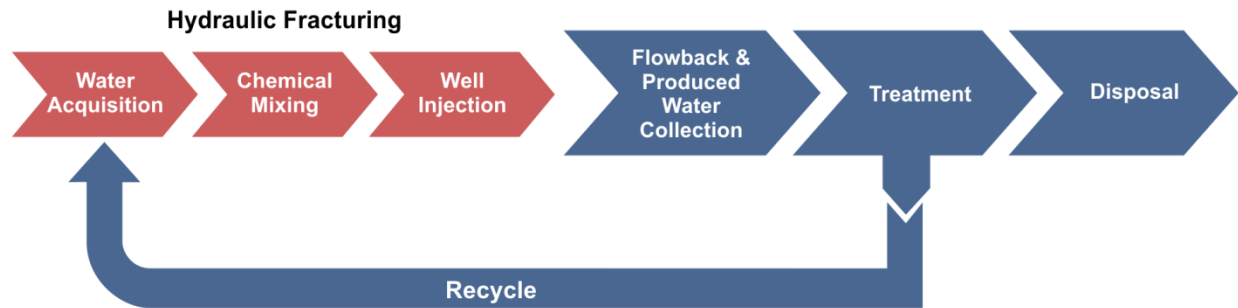 Hydraulic Fracturing
Water
Acquisition
Chemical
Mixing
Well
Injection
Flowback &
Produced
Water
Collection
Treatment
Disposal
Recycle